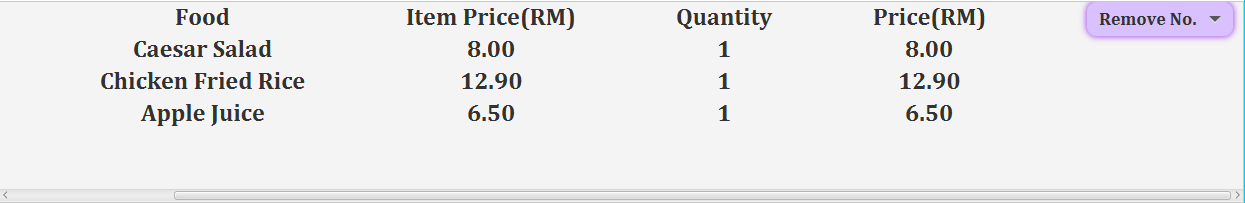 Food Item Price(RM) Quantity Price(RM) Remove No.
Caesar Salad 8.00 1 8.00
Chicken Fried Rice 12.90 1 12.90
Apple Juice 6.50 1 6.50